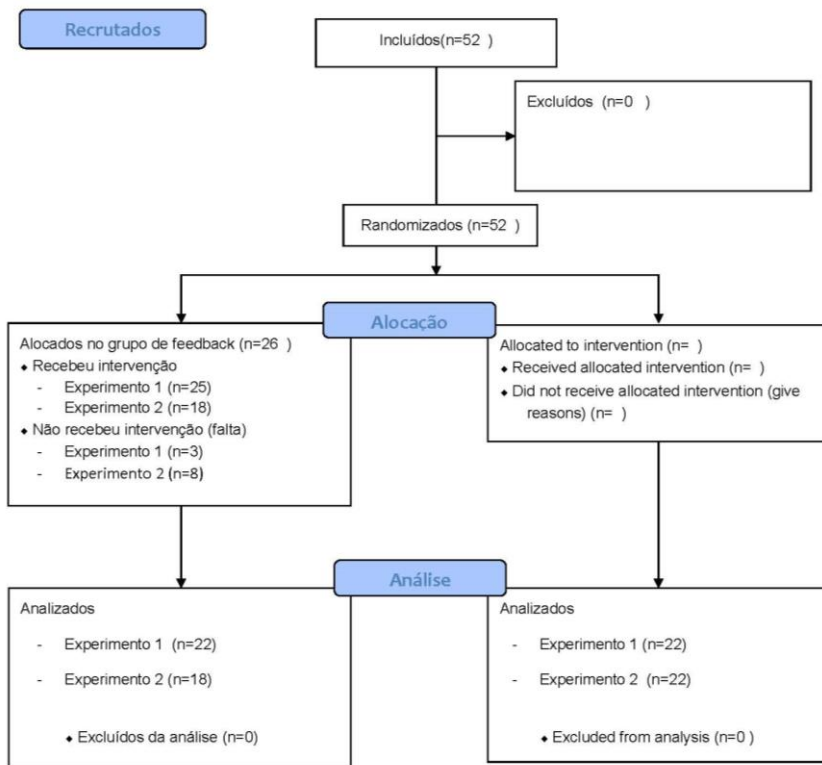 Recrutados
Incluídos(n=52 )
Excluídos (n=0 )
Randomizados (n=52 )
Alocação
Alocados no grupo de feedback (n=26 )
♦ Recebeu intervenção
- Experimento 1 (n=25)
- Experimento 2 (n=18)
♦ Não recebeu intervenção (falta)
- Experimento 1 (n=3)
- Experimento 2 (n=8)
Allocated to intervention (n= )
♦ Received allocated intervention (n= )
♦ Did not receive allocated intervention (give
reasons) (n= )
Análise
Analizados
- Experimento 1 (n=22)
- Experimento 2 (n=18)
♦ Excluídos da análise (n=0)
Analizados
- Experimento 1 (n=22)
- Experimento 2 (n=22)
♦ Excluded from analysis (n=0 )